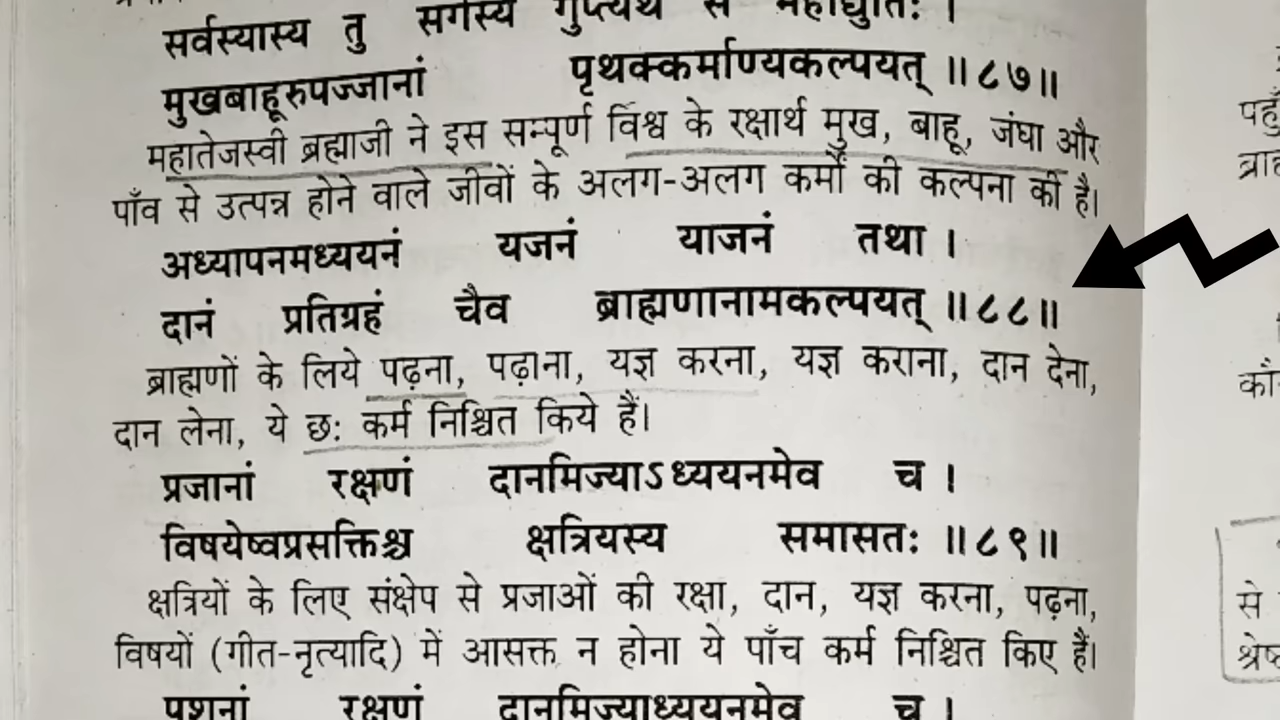 सर्वस्यास्य तु सर्गस्य गुप्त्यर्थं स महाद्युतिः ।
मुखबाहूरुपज्जानां पृथक्कर्माण्यकल्पयत् ॥८७॥
महातेजस्वी ब्रह्माजी ने इस सम्पूर्ण विश्व के रक्षार्थ मुख, बाहू, जंघा और
पाँव से उत्पन्न होने वाले जीवों के अलग-अलग कर्मों की कल्पना की है।
अध्यापनमध्ययनं यजनं याजनं तथा ।
दानं प्रतिग्रहं चैव ब्राह्मणानामकल्पयत् ॥८८॥
ब्राह्मणों के लिये पढ़ना, पढ़ाना, यज्ञ करना, यज्ञ कराना, दान देना,
दान लेना, ये छः कर्म निश्चित किये हैं।
प्रजानां रक्षणं दानमिज्याऽध्ययनमेव च ।
विषयेष्वप्रसक्तिश्च क्षत्रियस्य समासतः ॥८९॥
क्षत्रियों के लिए संक्षेप से प्रजाओं की रक्षा, दान, यज्ञ करना, पढ़ना,
विषयों (गीत-नृत्यादि) में आसक्त न होना ये पाँच कर्म निश्चित किए हैं।
पशूनां रक्षणं दानमिज्याध्ययनमेव च ।
से